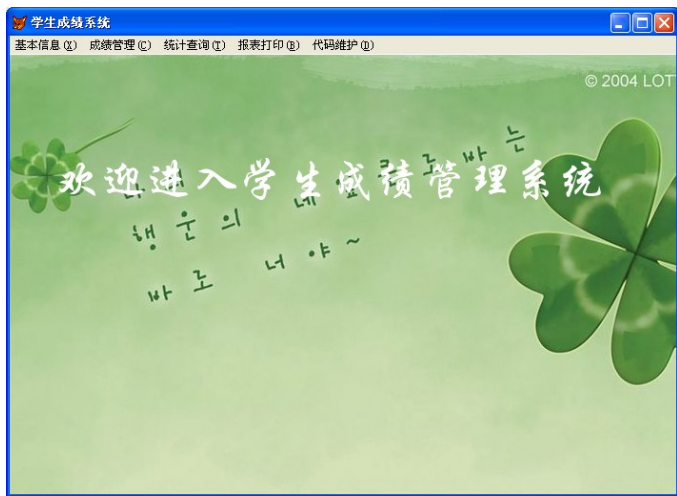 学生成绩系统
基本信息(X) 成绩管理(C) 统计查询(T) 报表打印(B) 代码维护(D)
© 2004 LOT
欢迎进入学生成绩管理系统
로 바 는
행 운 의 네
바 로 너 야 ~